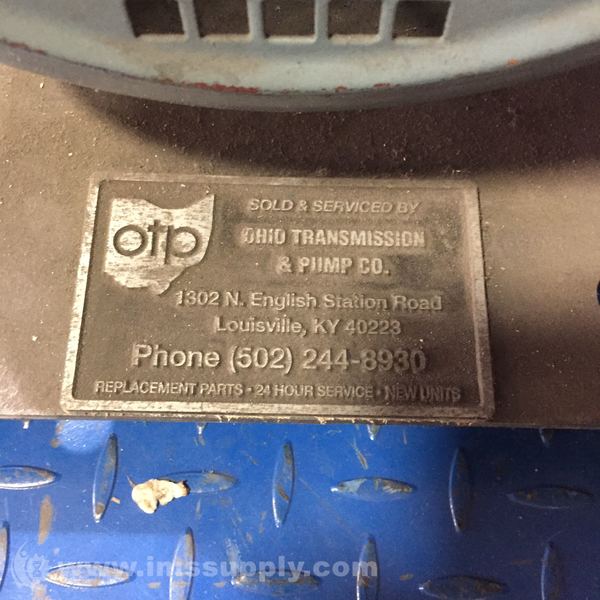 otp
SOLD & SERVICED BY
OHIO TRANSMISSION
& PUMP CO.
1302 N. English Station Road
Louisville, KY 40223
Phone (502) 244-8930
REPLACEMENT PARTS • 24 HOUR SERVICE • NEW UNITS
www.imssupply.com